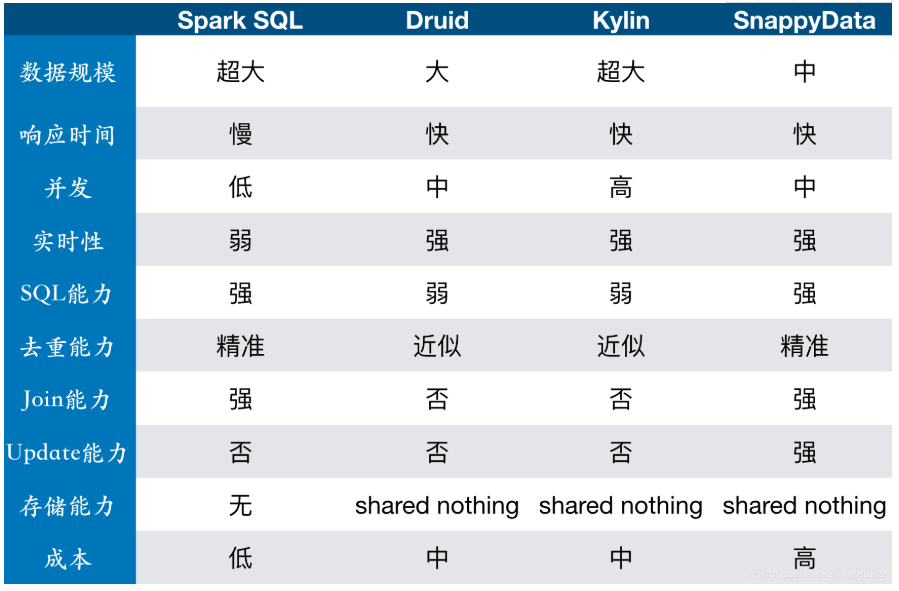 Spark SQL Druid Kylin SnappyData
数据规模 超大 大 超大 中
响应时间 慢 快 快 快
并发 低 中 高 中
实时性 弱 强 强 强
SQL能力 强 弱 弱 强
去重能力 精准 近似 近似 精准
Join能力 强 否 否 强
Update能力 否 否 否 强
存储能力 无 shared nothing shared nothing shared nothing
成本 低 中 中 高